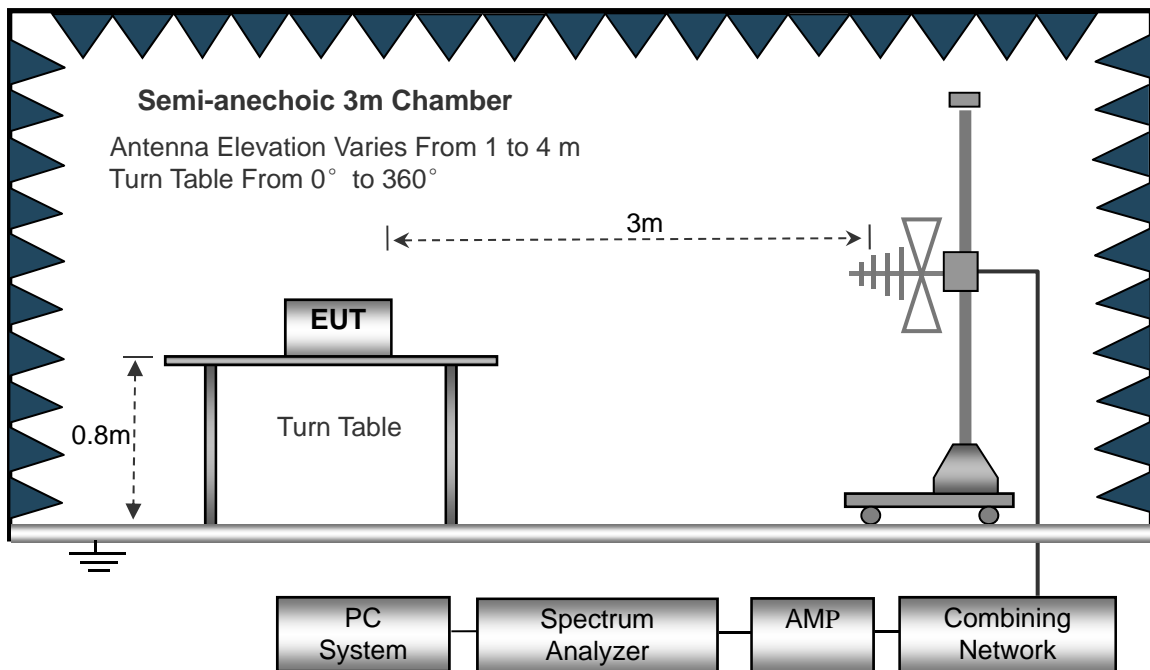 Semi-anechoic 3m Chamber
Antenna Elevation Varies From 1 to 4 m
Turn Table From 0° to 360°
3m
EUT
0.8m
Turn Table
PC
System
Spectrum
Analyzer
AMP
Combining
Network